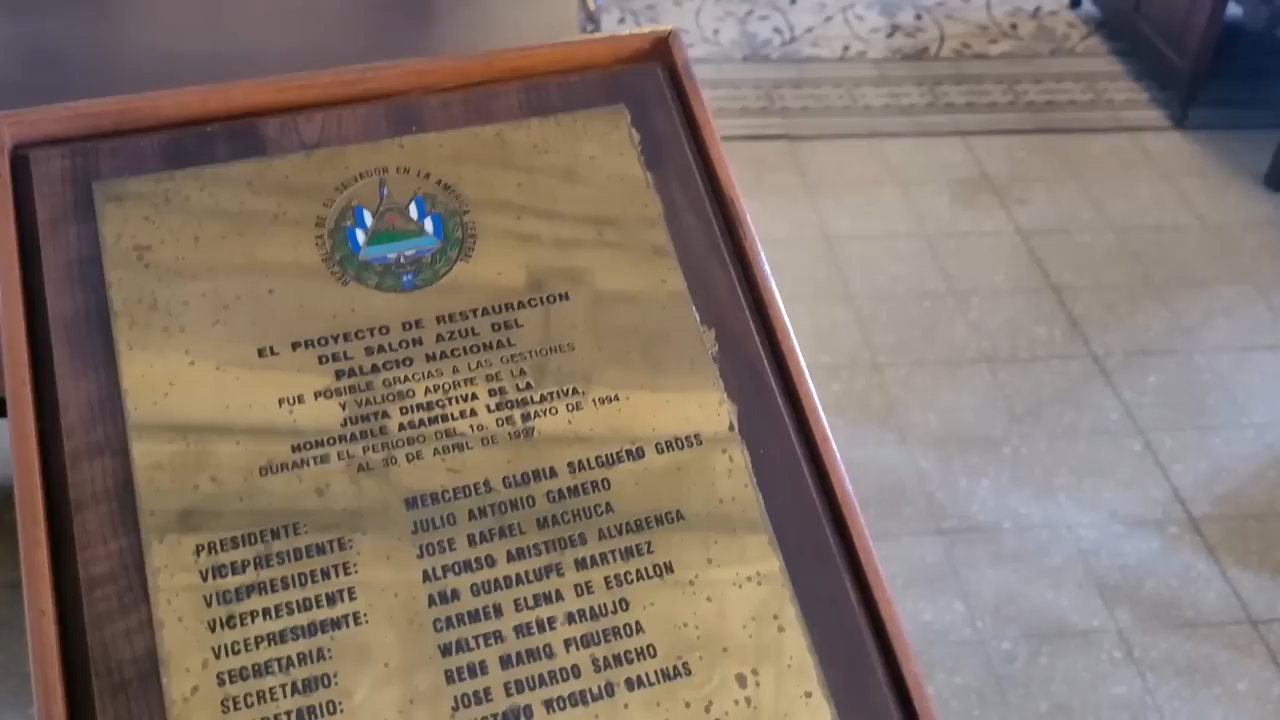 REPUBLICA DE EL SALVADOR EN LA AMERICA CENTRAL
EL PROYECTO DE RESTAURACION
DEL SALON AZUL DEL
PALACIO NACIONAL
FUE POSIBLE GRACIAS A LAS GESTIONES
Y VALIOSO APORTE DE LA
JUNTA DIRECTIVA DE LA
HONORABLE ASAMBLEA LEGISLATIVA,
DURANTE EL PERIODO DEL 1o. DE MAYO DE 1994
AL 30 DE ABRIL DE 1997.
PRESIDENTE: MERCEDES GLORIA SALGUERO GROSS
VICEPRESIDENTE: JULIO ANTONIO GAMERO
VICEPRESIDENTE: JOSE RAFAEL MACHUCA
VICEPRESIDENTE ALFONSO ARISTIDES ALVARENGA
VICEPRESIDENTE: ANA GUADALUPE MARTINEZ
SECRETARIA: CARMEN ELENA DE ESCALON
SECRETARIO: WALTER RENE ARAUJO
RENE MARIO FIGUEROA
JOSE EDUARDO SANCHO
ROGELIO SALINAS